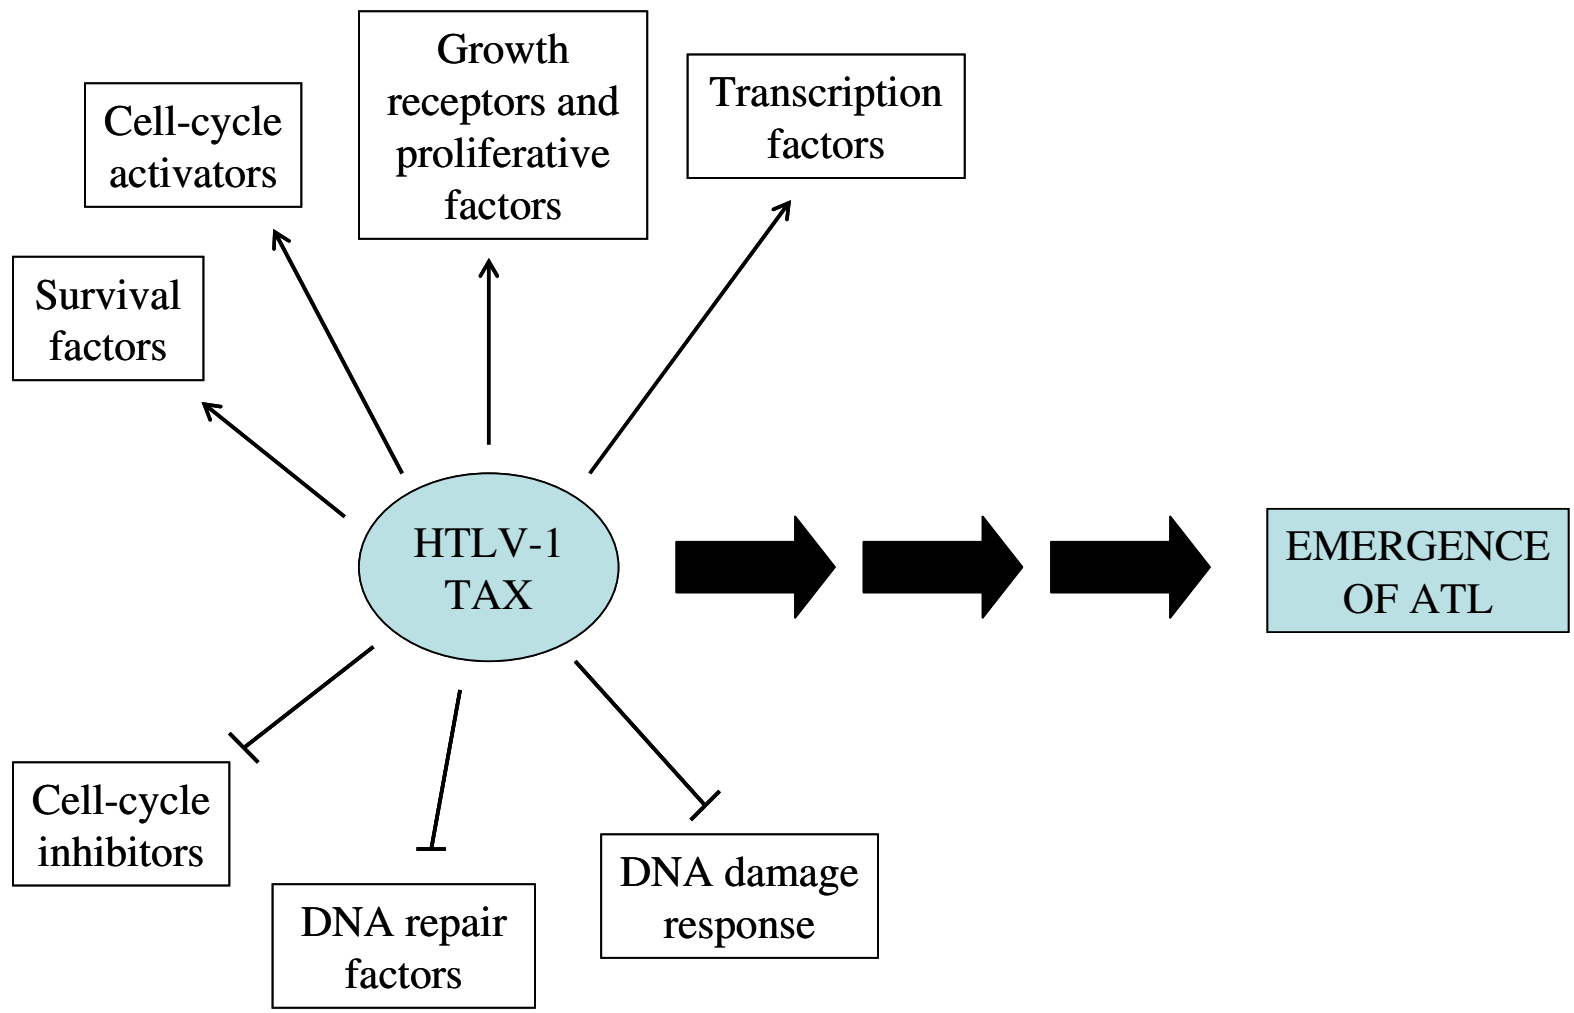 Growth
receptors and
proliferative
factors
Transcription
factors
Cell-cycle
activators
Survival
factors
HTLV-1
TAX
EMERGENCE
OF ATL
Cell-cycle
inhibitors
DNA repair
factors
DNA damage
response